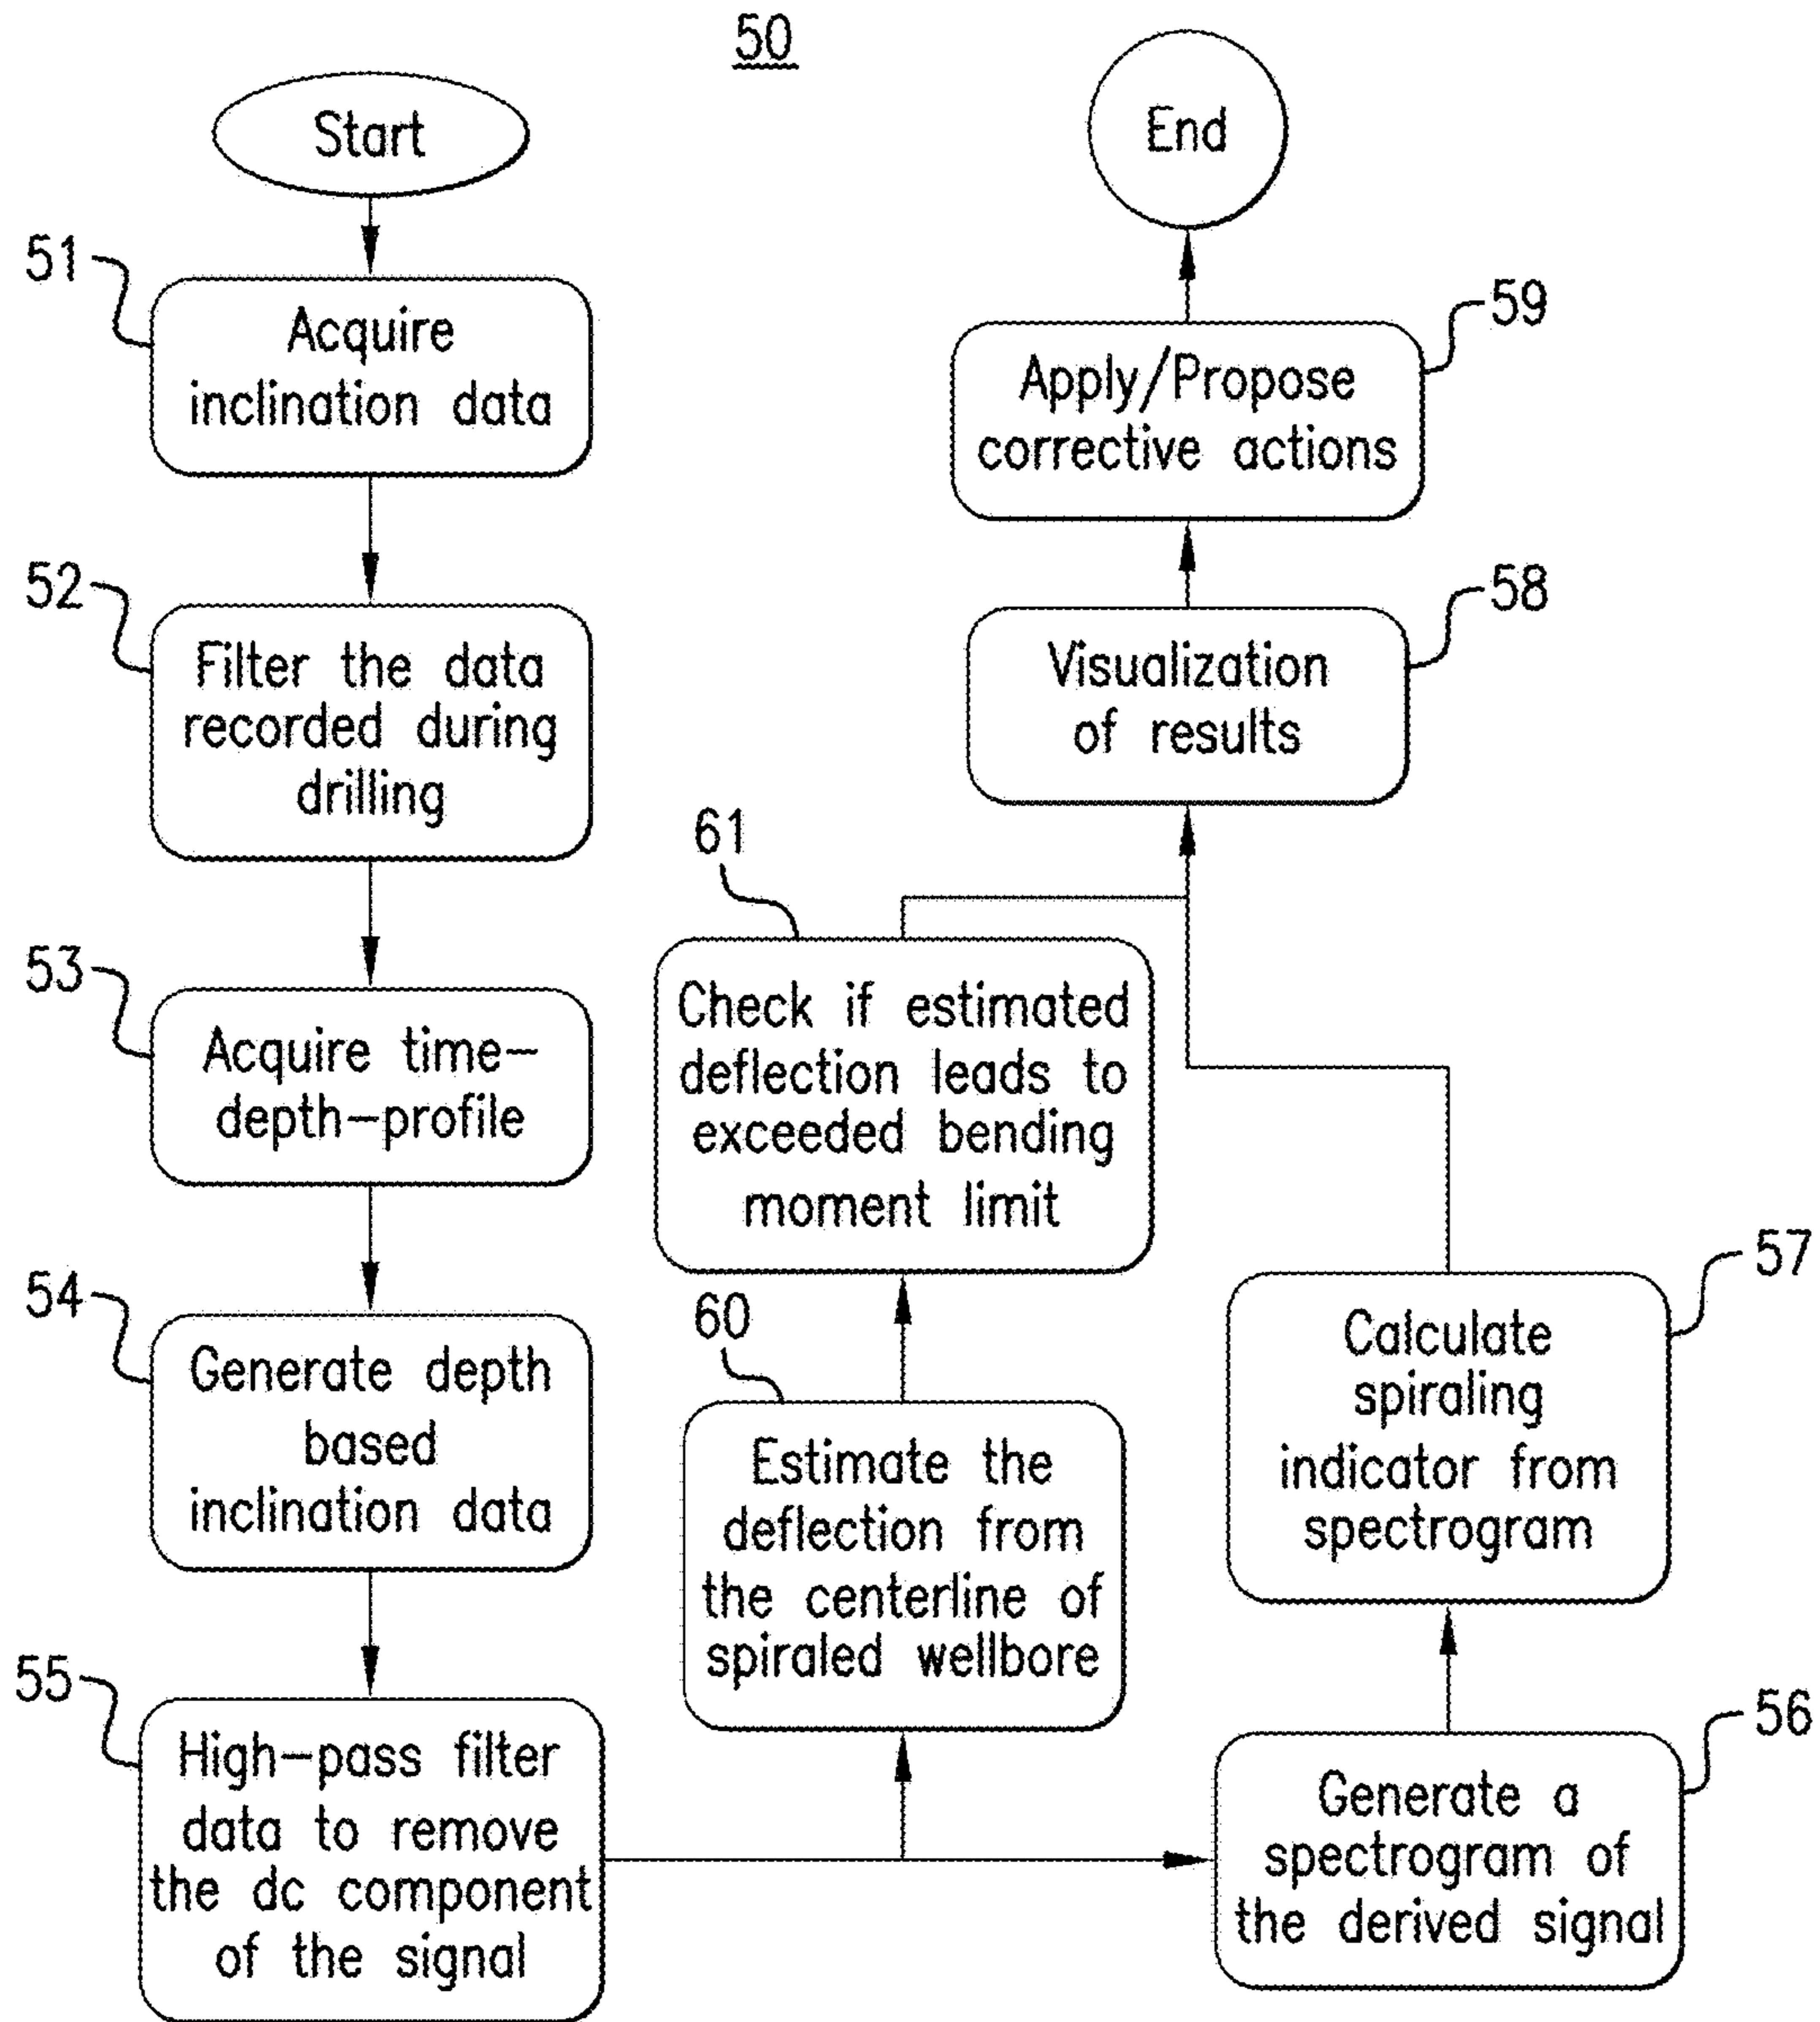 50
Start
51
Acquire
inclination data
52
Filter the data
recorded during
drilling
53
Acquire time-
depth-profile
54
Generate depth
based
inclination data
55
High-pass filter
data to remove
the dc component
of the signal
End
59
Apply/Propose
corrective actions
58
Visualization
of results
61
Check if estimated
deflection leads to
exceeded bending
moment limit
60
Estimate the
deflection from
the centerline of
spiraled wellbore
57
Calculate
spiraling
indicator from
spectrogram
56
Generate a
spectrogram of
the derived signal